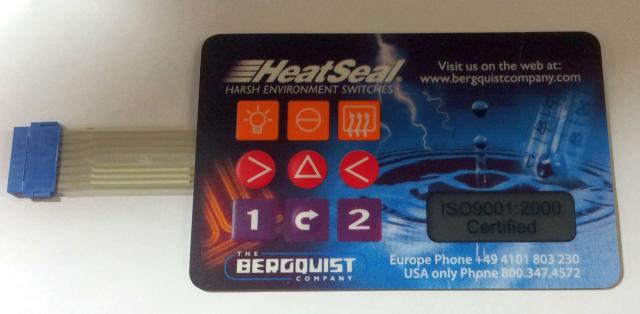 HeatSeal®
HARSH ENVIRONMENT SWITCHES
Visit us on the web at:
www.bergquistcompany.com
1
2
ISO9001:2000
Certified
THE
BERGQUIST
COMPANY
Europe Phone +49 4101 803 230
USA only Phone 800.347.4572